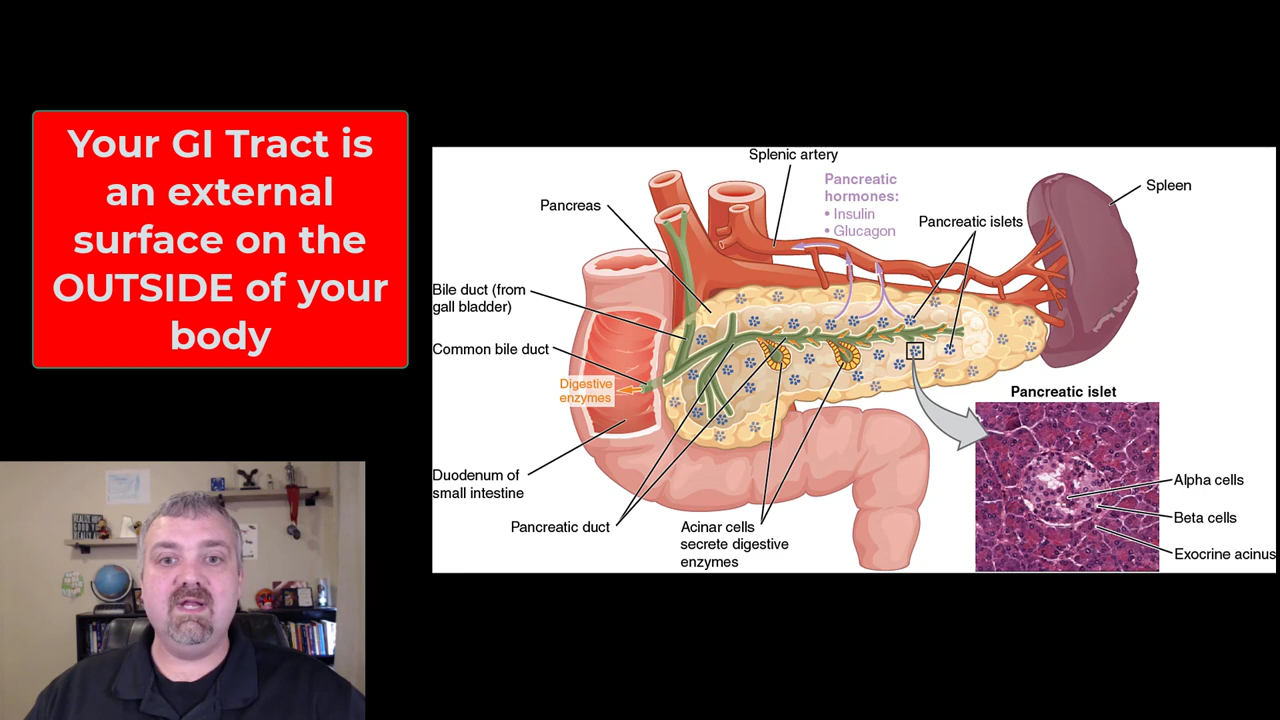 Your GI Tract is
an external
surface on the
OUTSIDE of your
body
Splenic artery
Pancreatic
hormones:
• Insulin
• Glucagon
Spleen
Pancreas
Pancreatic islets
Bile duct (from
gall bladder)
Common bile duct
Digestive
enzymes
Pancreatic islet
Duodenum of
small intestine
Alpha cells
Beta cells
Pancreatic duct
Acinar cells
secrete digestive
enzymes
Exocrine acinus